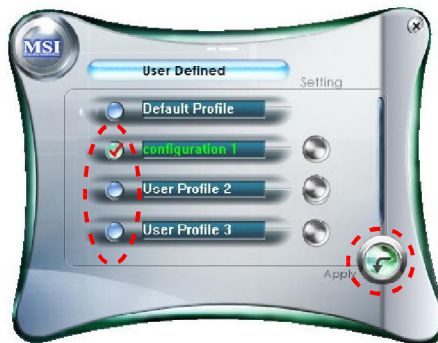 MSI
User Defined
Setting
Default Profile
configuration 1
User Profile 2
User Profile 3
Apply